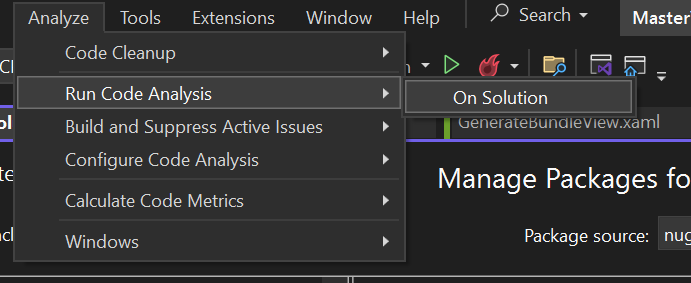 Analyze Tools Extensions Window Help Search Master
Code Cleanup
Run Code Analysis
On Solution
Build and Suppress Active Issues
GenerateBundleView.xaml
Configure Code Analysis
Manage Packages fo
Calculate Code Metrics
Windows
Package source: nug